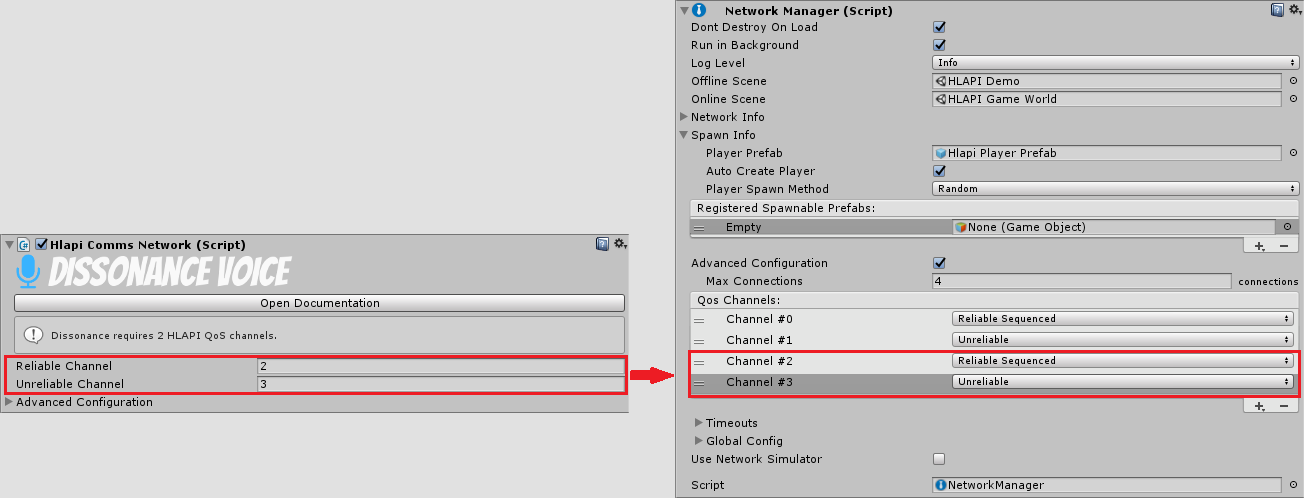 Hlapi Comms Network (Script)
DISSONANCE VOICE
Open Documentation
Dissonance requires 2 HLAPI QoS channels.
Reliable Channel 2
Unreliable Channel 3
Advanced Configuration
Network Manager (Script)
Dont Destroy On Load
Run in Background
Log Level Info
Offline Scene HLAPI Demo
Online Scene HLAPI Game World
Network Info
Spawn Info
Player Prefab Hlapi Player Prefab
Auto Create Player
Player Spawn Method Random
Registered Spawnable Prefabs:
Empty None (Game Object)
Advanced Configuration
Max Connections 4 connections
Qos Channels:
Channel #0 Reliable Sequenced
Channel #1 Unreliable
Channel #2 Reliable Sequenced
Channel #3 Unreliable
Timeouts
Global Config
Use Network Simulator
Script NetworkManager